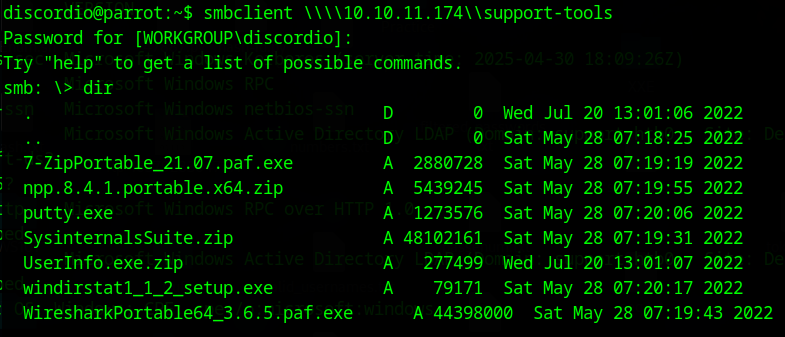 discordio@parrot:~$ smbclient \\\\10.10.11.174\\support-tools
Password for [WORKGROUP\discordio]:
Try "help" to get a list of possible commands.
smb: \> dir
  .                                   D        0  Wed Jul 20 13:01:06 2022
  ..                                  D        0  Sat May 28 07:18:25 2022
  7-ZipPortable_21.07.paf.exe         A  2880728  Sat May 28 07:19:19 2022
  npp.8.4.1.portable.x64.zip          A  5439245  Sat May 28 07:19:55 2022
  putty.exe                           A  1273576  Sat May 28 07:20:06 2022
  SysinternalsSuite.zip               A 48102161  Sat May 28 07:19:31 2022
  UserInfo.exe.zip                    A   277499  Wed Jul 20 13:01:07 2022
  windirstat1_1_2_setup.exe           A    79171  Sat May 28 07:20:17 2022
  WiresharkPortable64_3.6.5.paf.exe      A 44398000  Sat May 28 07:19:43 2022